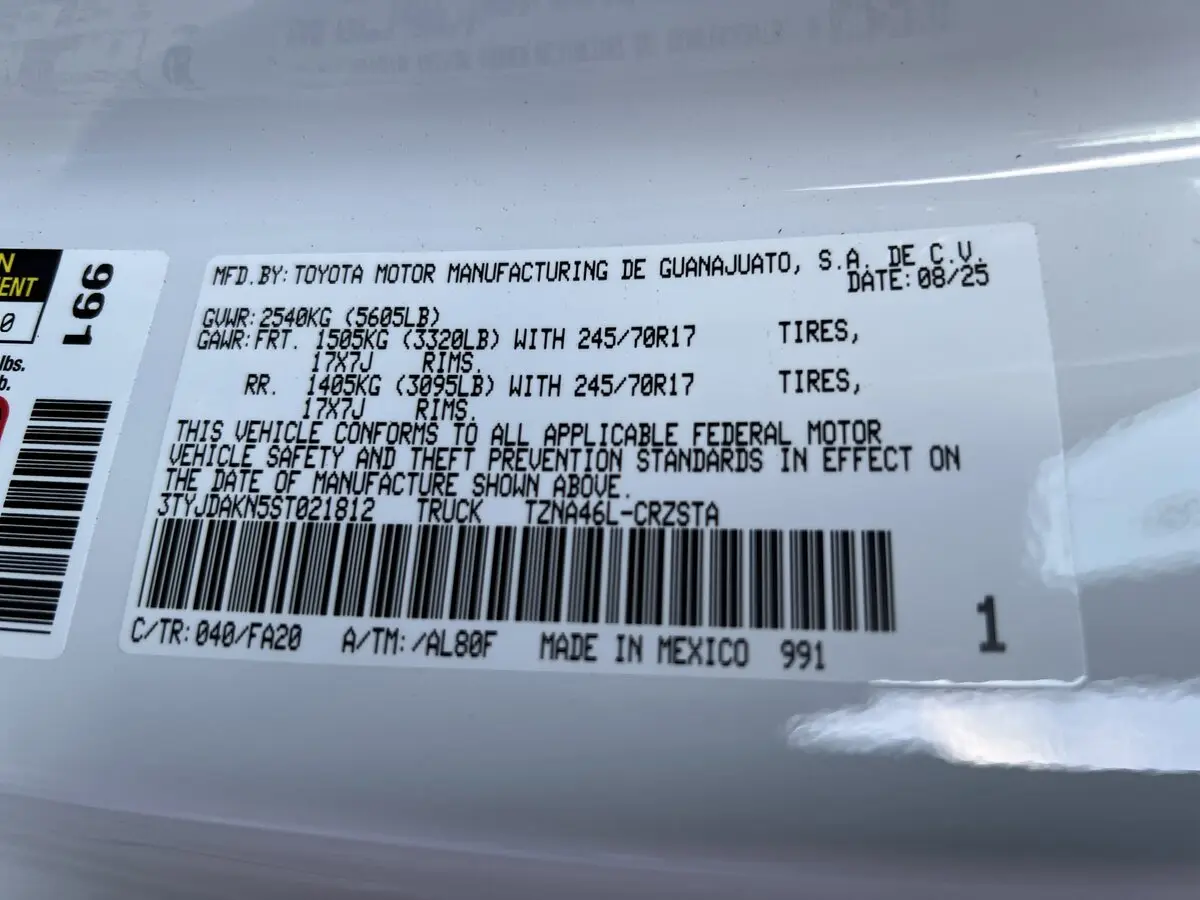 MFD.BY:TOYOTA MOTOR MANUFACTURING DE GUANAJUATO, S.A. DE C.V.
DATE:08/25
GVWR:2540KG (5605LB)
GAWR:FRT. 1505KG (3320LB) WITH 245/70R17 TIRES,
17X7J RIMS.
RR. 1405KG (3095LB) WITH 245/70R17 TIRES,
17X7J RIMS.
THIS VEHICLE CONFORMS TO ALL APPLICABLE FEDERAL MOTOR
VEHICLE SAFETY AND THEFT PREVENTION STANDARDS IN EFFECT ON
THE DATE OF MANUFACTURE SHOWN ABOVE.
3TYJDAKN5ST021812 TRUCK TZNA46L-CRZSTA
C/TR:040/FA20 A/TM:/AL80F MADE IN MEXICO 991
1
991
lbs.